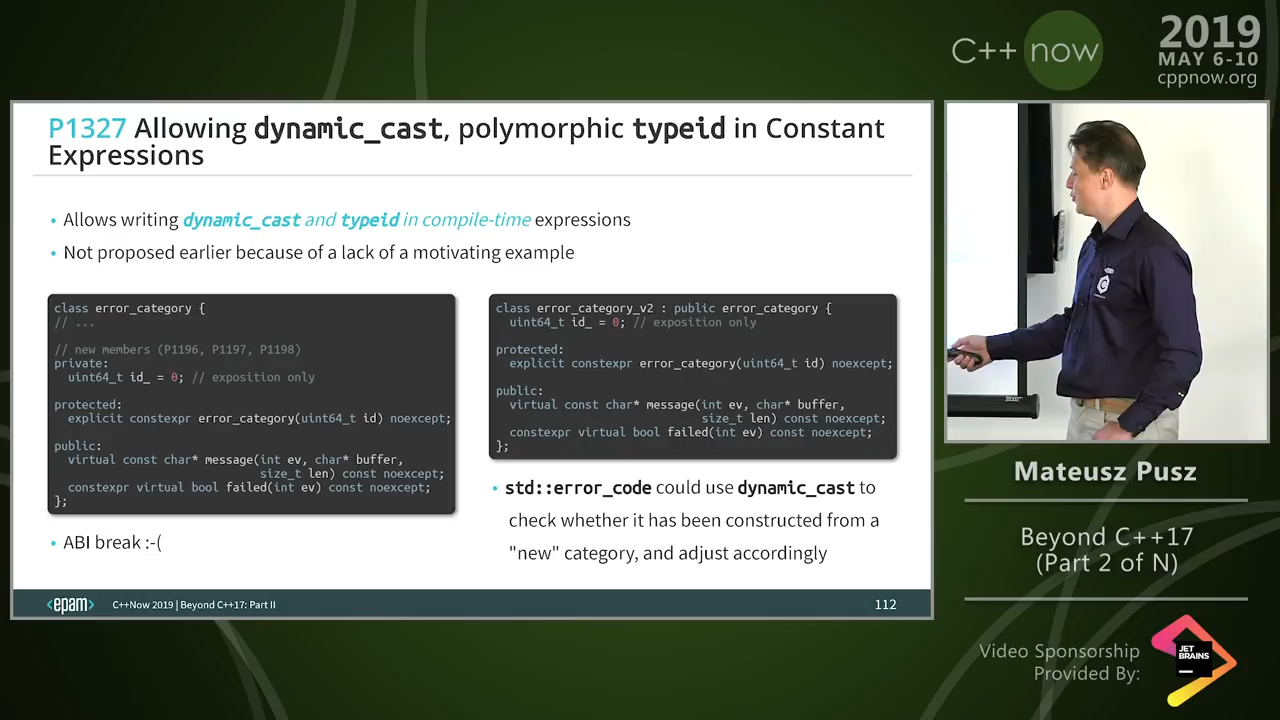 C++ now
2019
MAY 6-10
cppnow.org
P1327 Allowing dynamic_cast, polymorphic typeid in Constant
Expressions
• Allows writing dynamic_cast and typeid in compile-time expressions
• Not proposed earlier because of a lack of a motivating example
class error_category {
// ...
// new members (P1196, P1197, P1198)
private:
uint64_t id_ = 0; // exposition only
protected:
explicit constexpr error_category(uint64_t id) noexcept;
public:
virtual const char* message(int ev, char* buffer,
size_t len) const noexcept;
constexpr virtual bool failed(int ev) const noexcept;
};
• ABI break :-(
class error_category_v2 : public error_category {
uint64_t id_ = 0; // exposition only
protected:
explicit constexpr error_category(uint64_t id) noexcept;
public:
virtual const char* message(int ev, char* buffer,
size_t len) const noexcept;
constexpr virtual bool failed(int ev) const noexcept;
};
• std::error_code could use dynamic_cast to
check whether it has been constructed from a
"new" category, and adjust accordingly
<epam>
C++Now 2019 | Beyond C++17: Part II
112
Mateusz Pusz
Beyond C++17
(Part 2 of N)
Video Sponsorship
Provided By:
JET
BRAINS